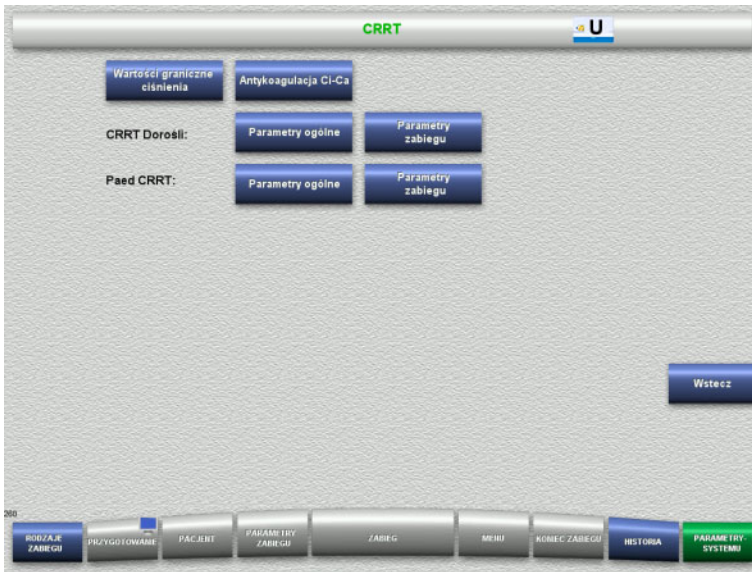 CRRT
U
Wartości graniczne
ciśnienia
Antykoagulacja Ci-Ca
CRRT Dorośli:
Parametry ogólne
Parametry
zabiegu
Paed CRRT:
Parametry ogólne
Parametry
zabiegu
Wstecz
260
RODZAJE
ZABIEGU
PRZYGOTOWANIE
PACJENT
PARAMETRY
ZABIEGU
ZABIEG
MENU
KONIEC ZABIEGU
HISTORIA
PARAMETRY-
SYSTEMU